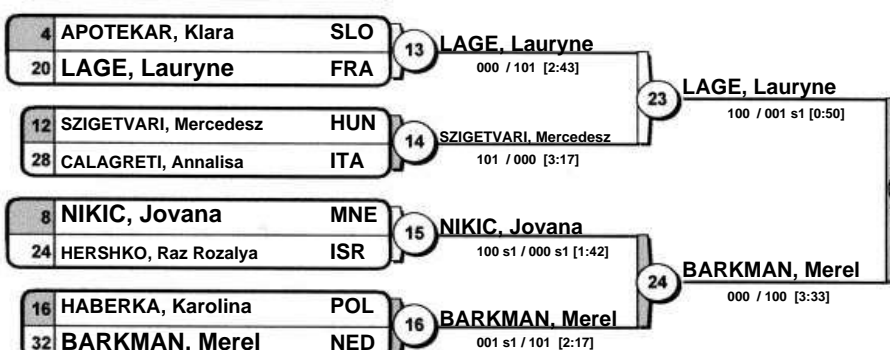 4 APOTEKAR, Klara SLO
20 LAGE, Lauryne FRA
13
LAGE, Lauryne
000 / 101 [2:43]
12 SZIGETVARI, Mercedesz HUN
28 CALAGRETI, Annalisa ITA
14
SZIGETVARI, Mercedesz
101 / 000 [3:17]
23
LAGE, Lauryne
100 / 001 s1 [0:50]
8 NIKIC, Jovana MNE
24 HERSHKO, Raz Rozalya ISR
15
NIKIC, Jovana
100 s1 / 000 s1 [1:42]
16 HABERKA, Karolina POL
32 BARKMAN, Merel NED
16
BARKMAN, Merel
001 s1 / 101 [2:17]
24
BARKMAN, Merel
000 / 100 [3:33]